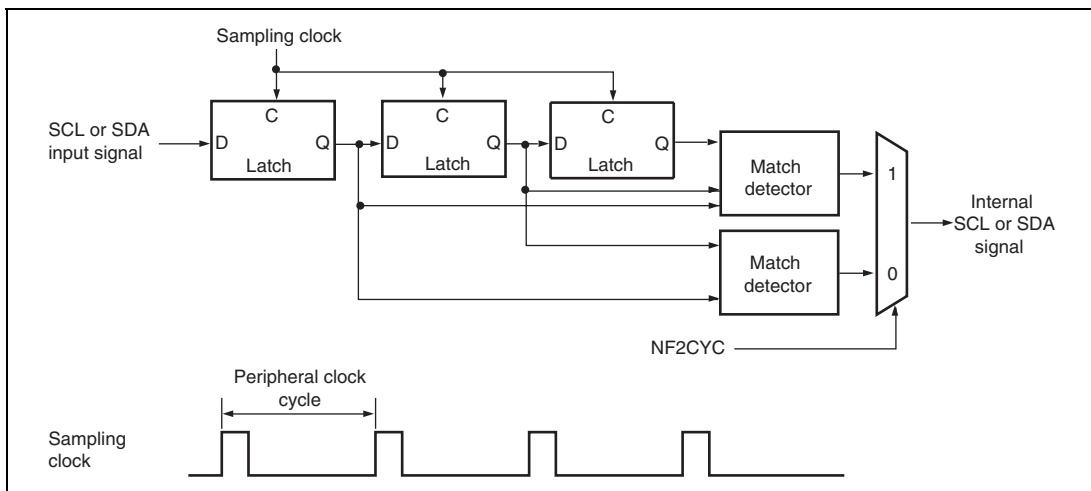 Sampling clock
SCL or SDA
input signal
D
C
Q
Latch
D
C
Q
Latch
D
C
Q
Latch
Match
detector
1
Match
detector
0
Internal
SCL or SDA
signal
NF2CYC
Peripheral clock
cycle
Sampling
clock